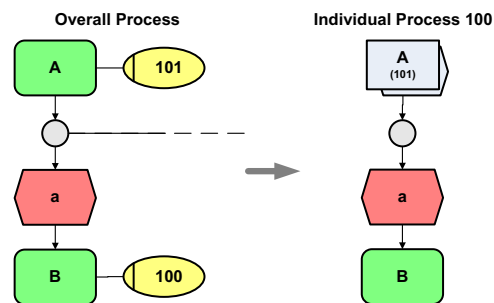 Overall Process
Individual Process 100
A
101
A
(101)
a
a
B
100
B